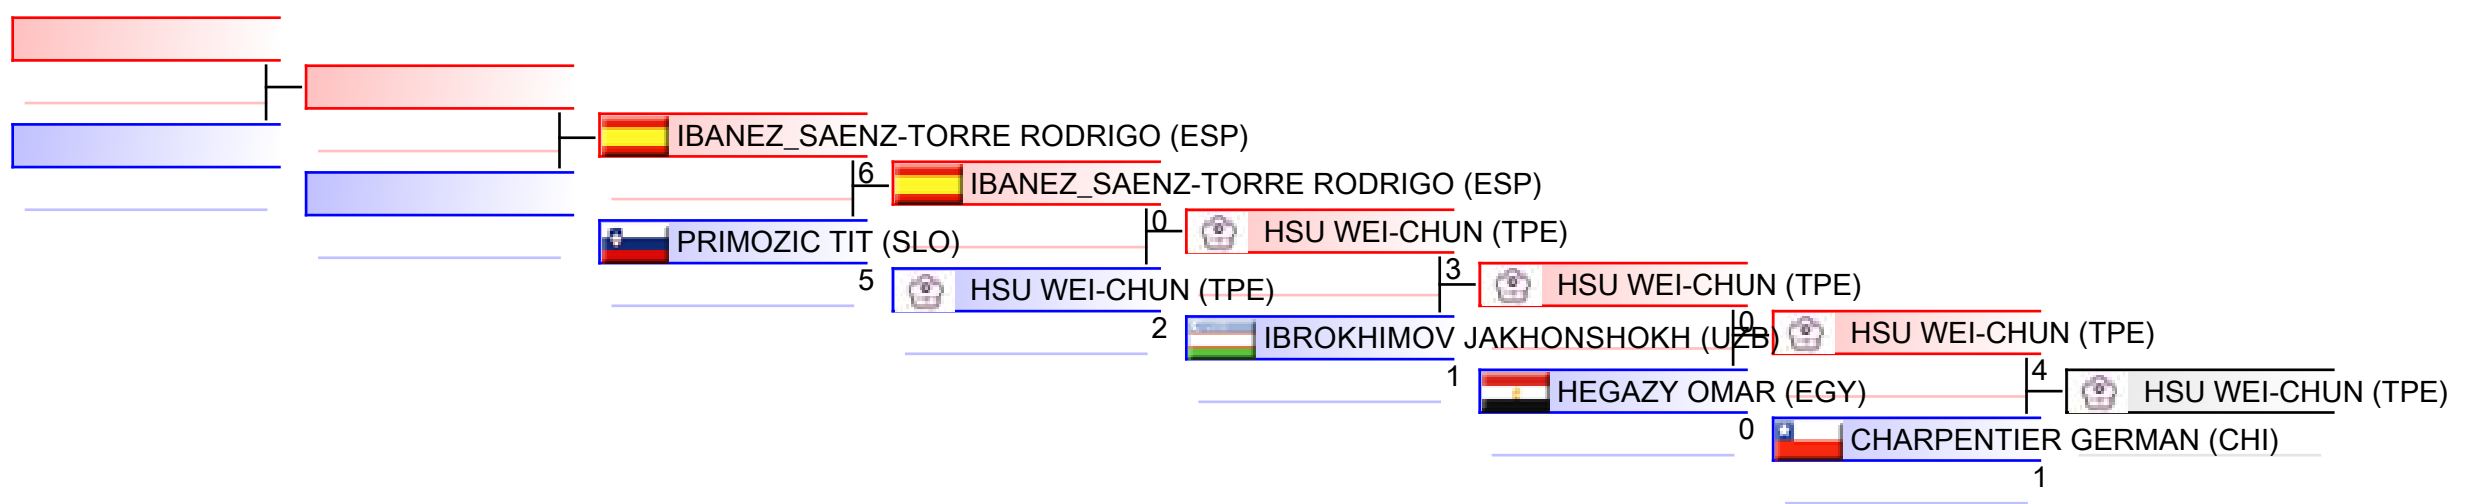 IBANEZ_SAENZ-TORRE RODRIGO (ESP)
6
IBANEZ_SAENZ-TORRE RODRIGO (ESP)
0
HSU WEI-CHUN (TPE)
PRIMOZIC TIT (SLO)
5
3
HSU WEI-CHUN (TPE)
HSU WEI-CHUN (TPE)
2
0
HSU WEI-CHUN (TPE)
IBROKHIMOV JAKHONSHOKH (UZB)
1
4
HSU WEI-CHUN (TPE)
HEGAZY OMAR (EGY)
0
CHARPENTIER GERMAN (CHI)
1